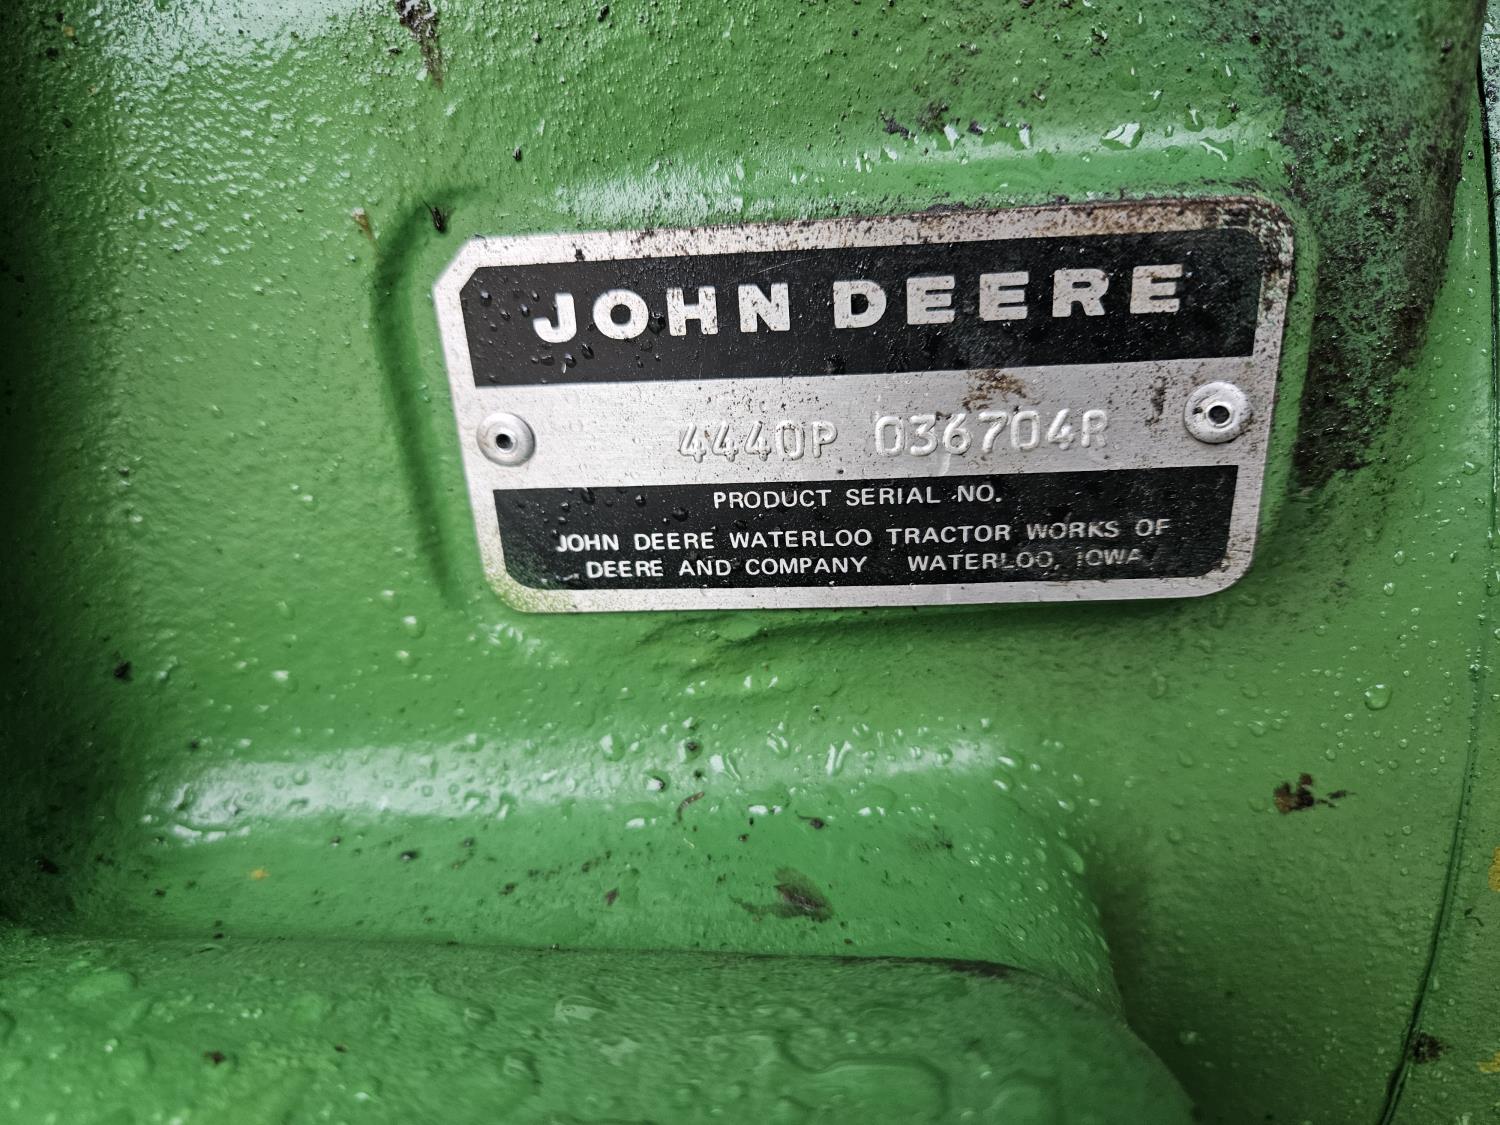 JOHN DEERE
4440P 036704R
PRODUCT SERIAL NO.
JOHN DEERE WATERLOO TRACTOR WORKS OF
DEERE AND COMPANY WATERLOO, IOWA